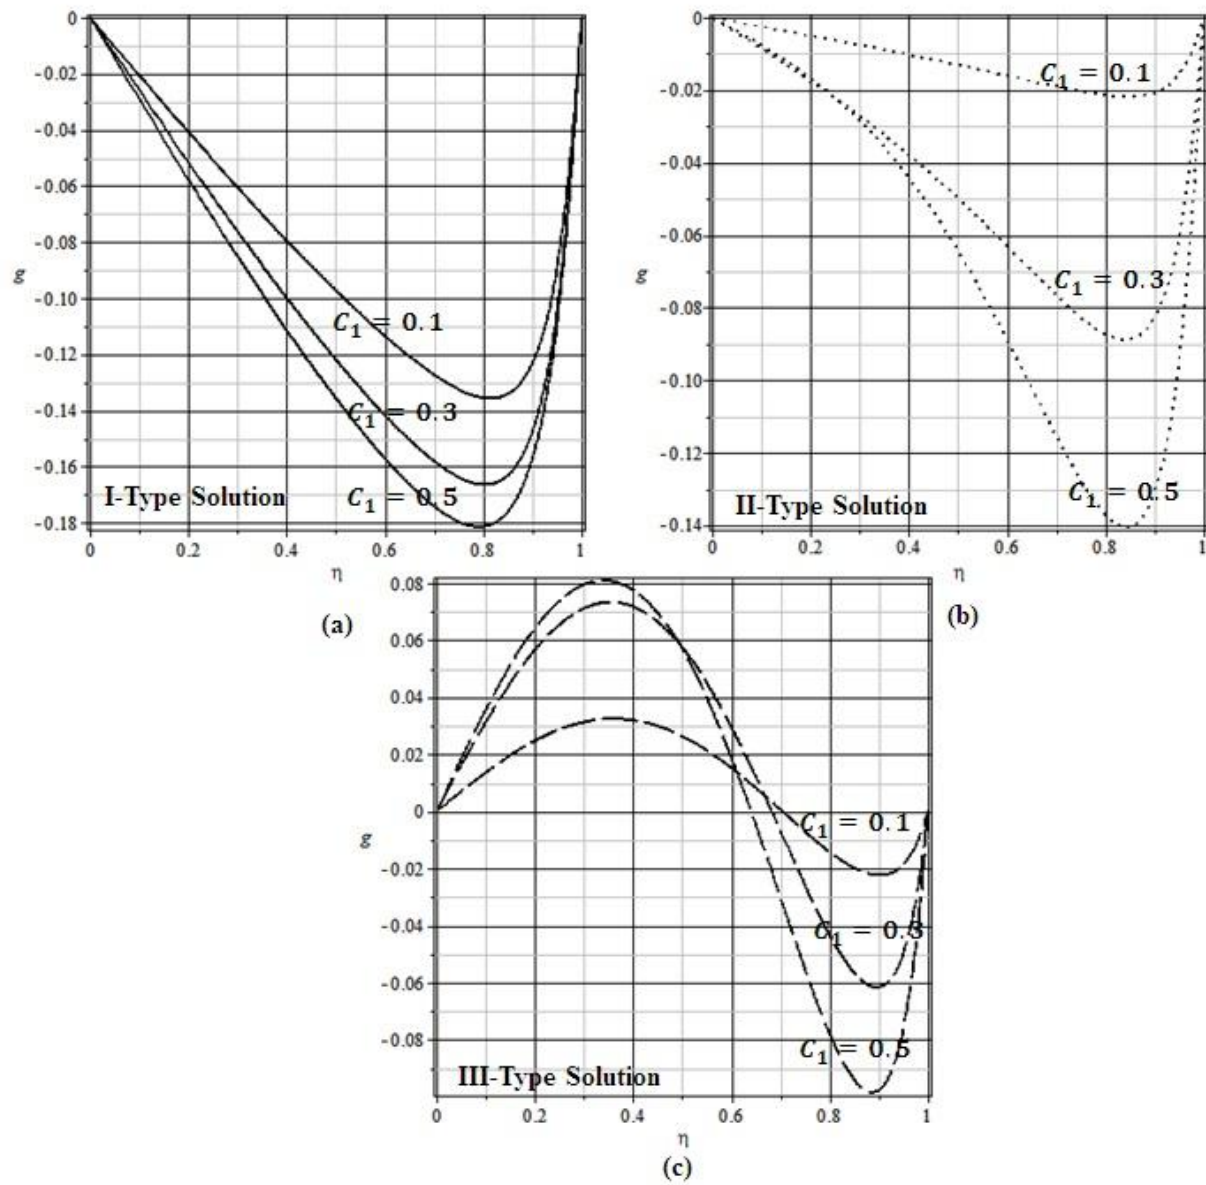 0
-0.02
-0.04
-0.06
-0.08
g
-0.10
C₁ = 0.1
-0.12
-0.14
C₁ = 0.3
-0.16
C₁ = 0.5
I-Type Solution
-0.18
0 0.2 0.4 0.6 0.8 1
η
(a)
0
C₁ = 0.1
-0.02
-0.04
-0.06
g
C₁ = 0.3
-0.08
-0.10
-0.12
C₁ = 0.5
II-Type Solution
-0.14
0 0.2 0.4 0.6 0.8 1
η
(b)
0.08
0.06
0.04
0.02
0
C₁ = 0.1
g
-0.02
-0.04
C₁ = 0.3
-0.06
-0.08
C₁ = 0.5
III-Type Solution
0 0.2 0.4 0.6 0.8 1
η
(c)